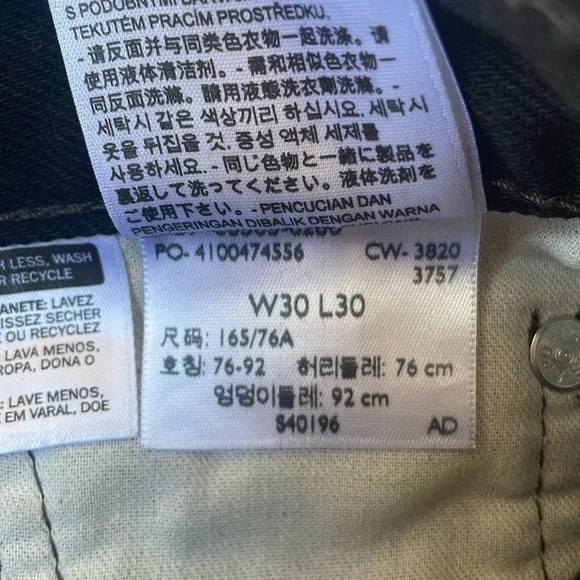 S PODOBNÝMI
TEKUTÉM PRACÍM PROSTŘEDKU.
- 请反面并与同类色衣物一起洗涤。请
使用液体清洁剂。- 需和相似色衣物一
同反面洗滌。請用液態洗衣劑洗滌。-
세탁시 같은 색상끼리 하십시요. 세탁시
옷을 뒤집을 것. 중성 액체 세제를
사용하세요. - 同じ色物と一緒に製品を
裏返して洗ってください。液体洗剤を
ご使用下さい。- PENCUCIAN DAN
PENGERINGAN DIBALIK DENGAN WARNA
PO- 4100474556 CW- 3820
3757
W30 L30
尺码: 165/76A
호칭: 76-92 허리둘레: 76 cm
엉덩이둘레: 92 cm
S40196 AD
LESS, WASH
RECYCLE
PLANETE: LAVEZ
LAISSEZ SECHER
Z OU RECYCLEZ
LAVA MENOS,
ROPA, DONA O
LAVE MENOS,
E EM VARAL, DOE